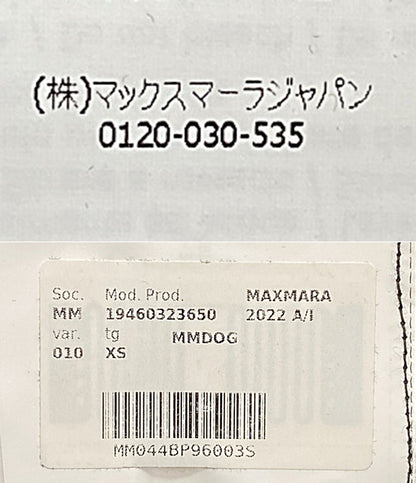 (株)マックスマーラジャパン
0120-030-535
Soc. Mod. Prod. MAXMARA
MM 19460323650 2022 A/I
var. tg MMDOG
010 XS
MM044BP96003S